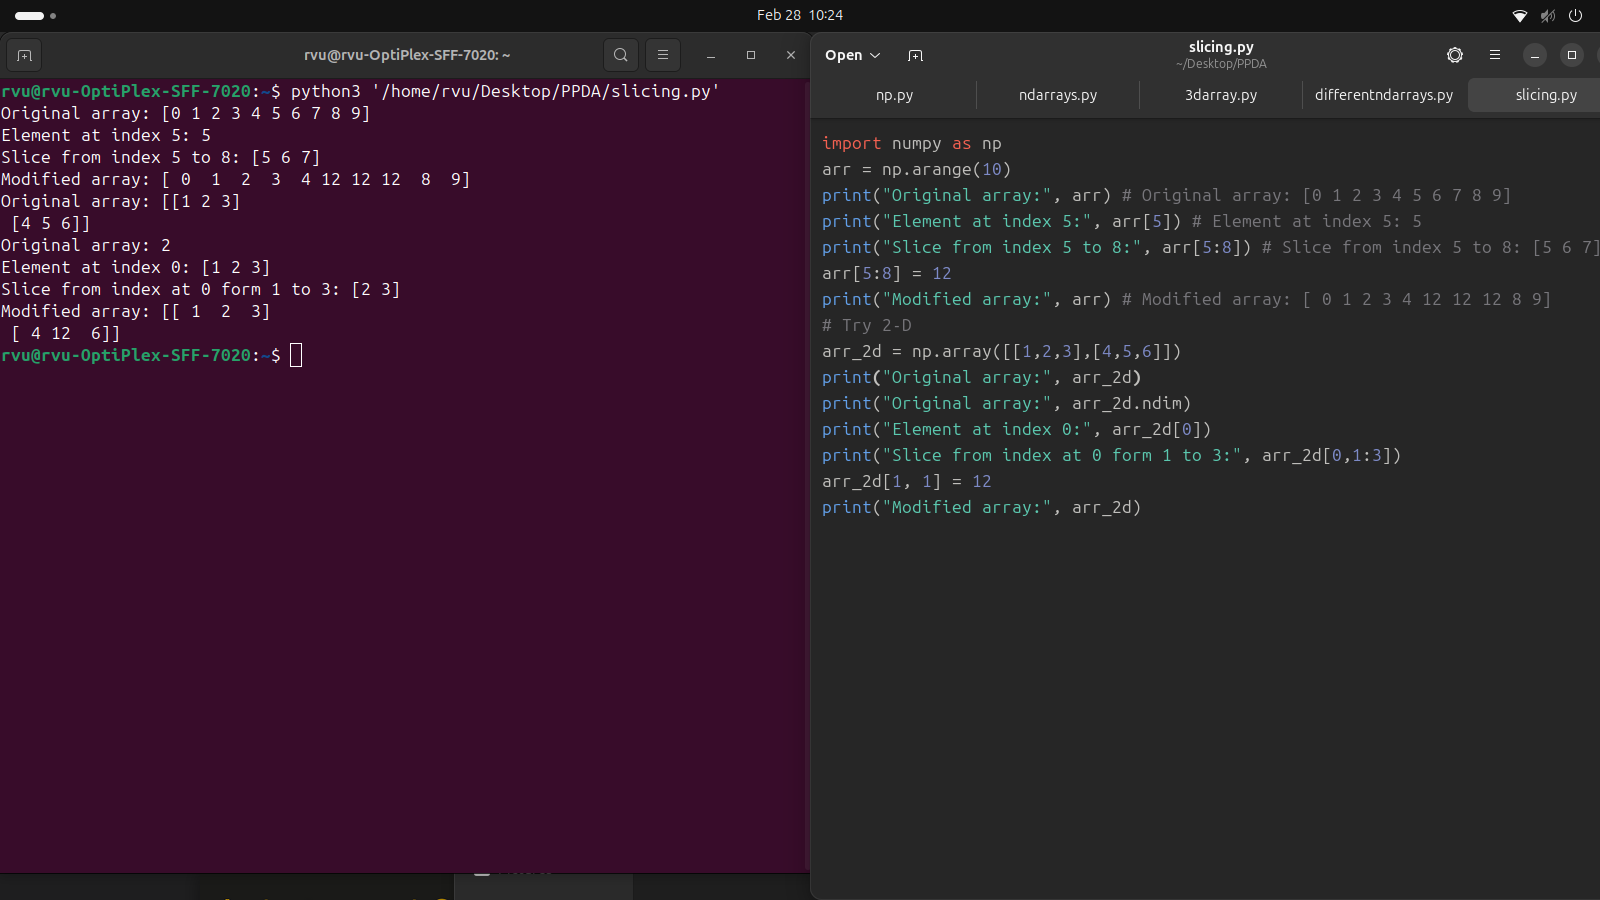 Feb 28 10:24
rvu@rvu-OptiPlex-SFF-7020: ~
rvu@rvu-OptiPlex-SFF-7020:~$ python3 '/home/rvu/Desktop/PPDA/slicing.py'
Original array: [0 1 2 3 4 5 6 7 8 9]
Element at index 5: 5
Slice from index 5 to 8: [5 6 7]
Modified array: [ 0  1  2  3  4 12 12 12  8  9]
Original array: [[1 2 3]
 [4 5 6]]
Original array: 2
Element at index 0: [1 2 3]
Slice from index at 0 form 1 to 3: [2 3]
Modified array: [[ 1  2  3]
 [ 4 12  6]]
rvu@rvu-OptiPlex-SFF-7020:~$
Open
slicing.py
~/Desktop/PPDA
np.py
ndarrays.py
3darray.py
differentndarrays.py
slicing.py
import numpy as np
arr = np.arange(10)
print("Original array:", arr) # Original array: [0 1 2 3 4 5 6 7 8 9]
print("Element at index 5:", arr[5]) # Element at index 5: 5
print("Slice from index 5 to 8:", arr[5:8]) # Slice from index 5 to 8: [5 6 7]
arr[5:8] = 12
print("Modified array:", arr) # Modified array: [ 0 1 2 3 4 12 12 12 8 9]
# Try 2-D
arr_2d = np.array([[1,2,3],[4,5,6]])
print("Original array:", arr_2d)
print("Original array:", arr_2d.ndim)
print("Element at index 0:", arr_2d[0])
print("Slice from index at 0 form 1 to 3:", arr_2d[0,1:3])
arr_2d[1, 1] = 12
print("Modified array:", arr_2d)